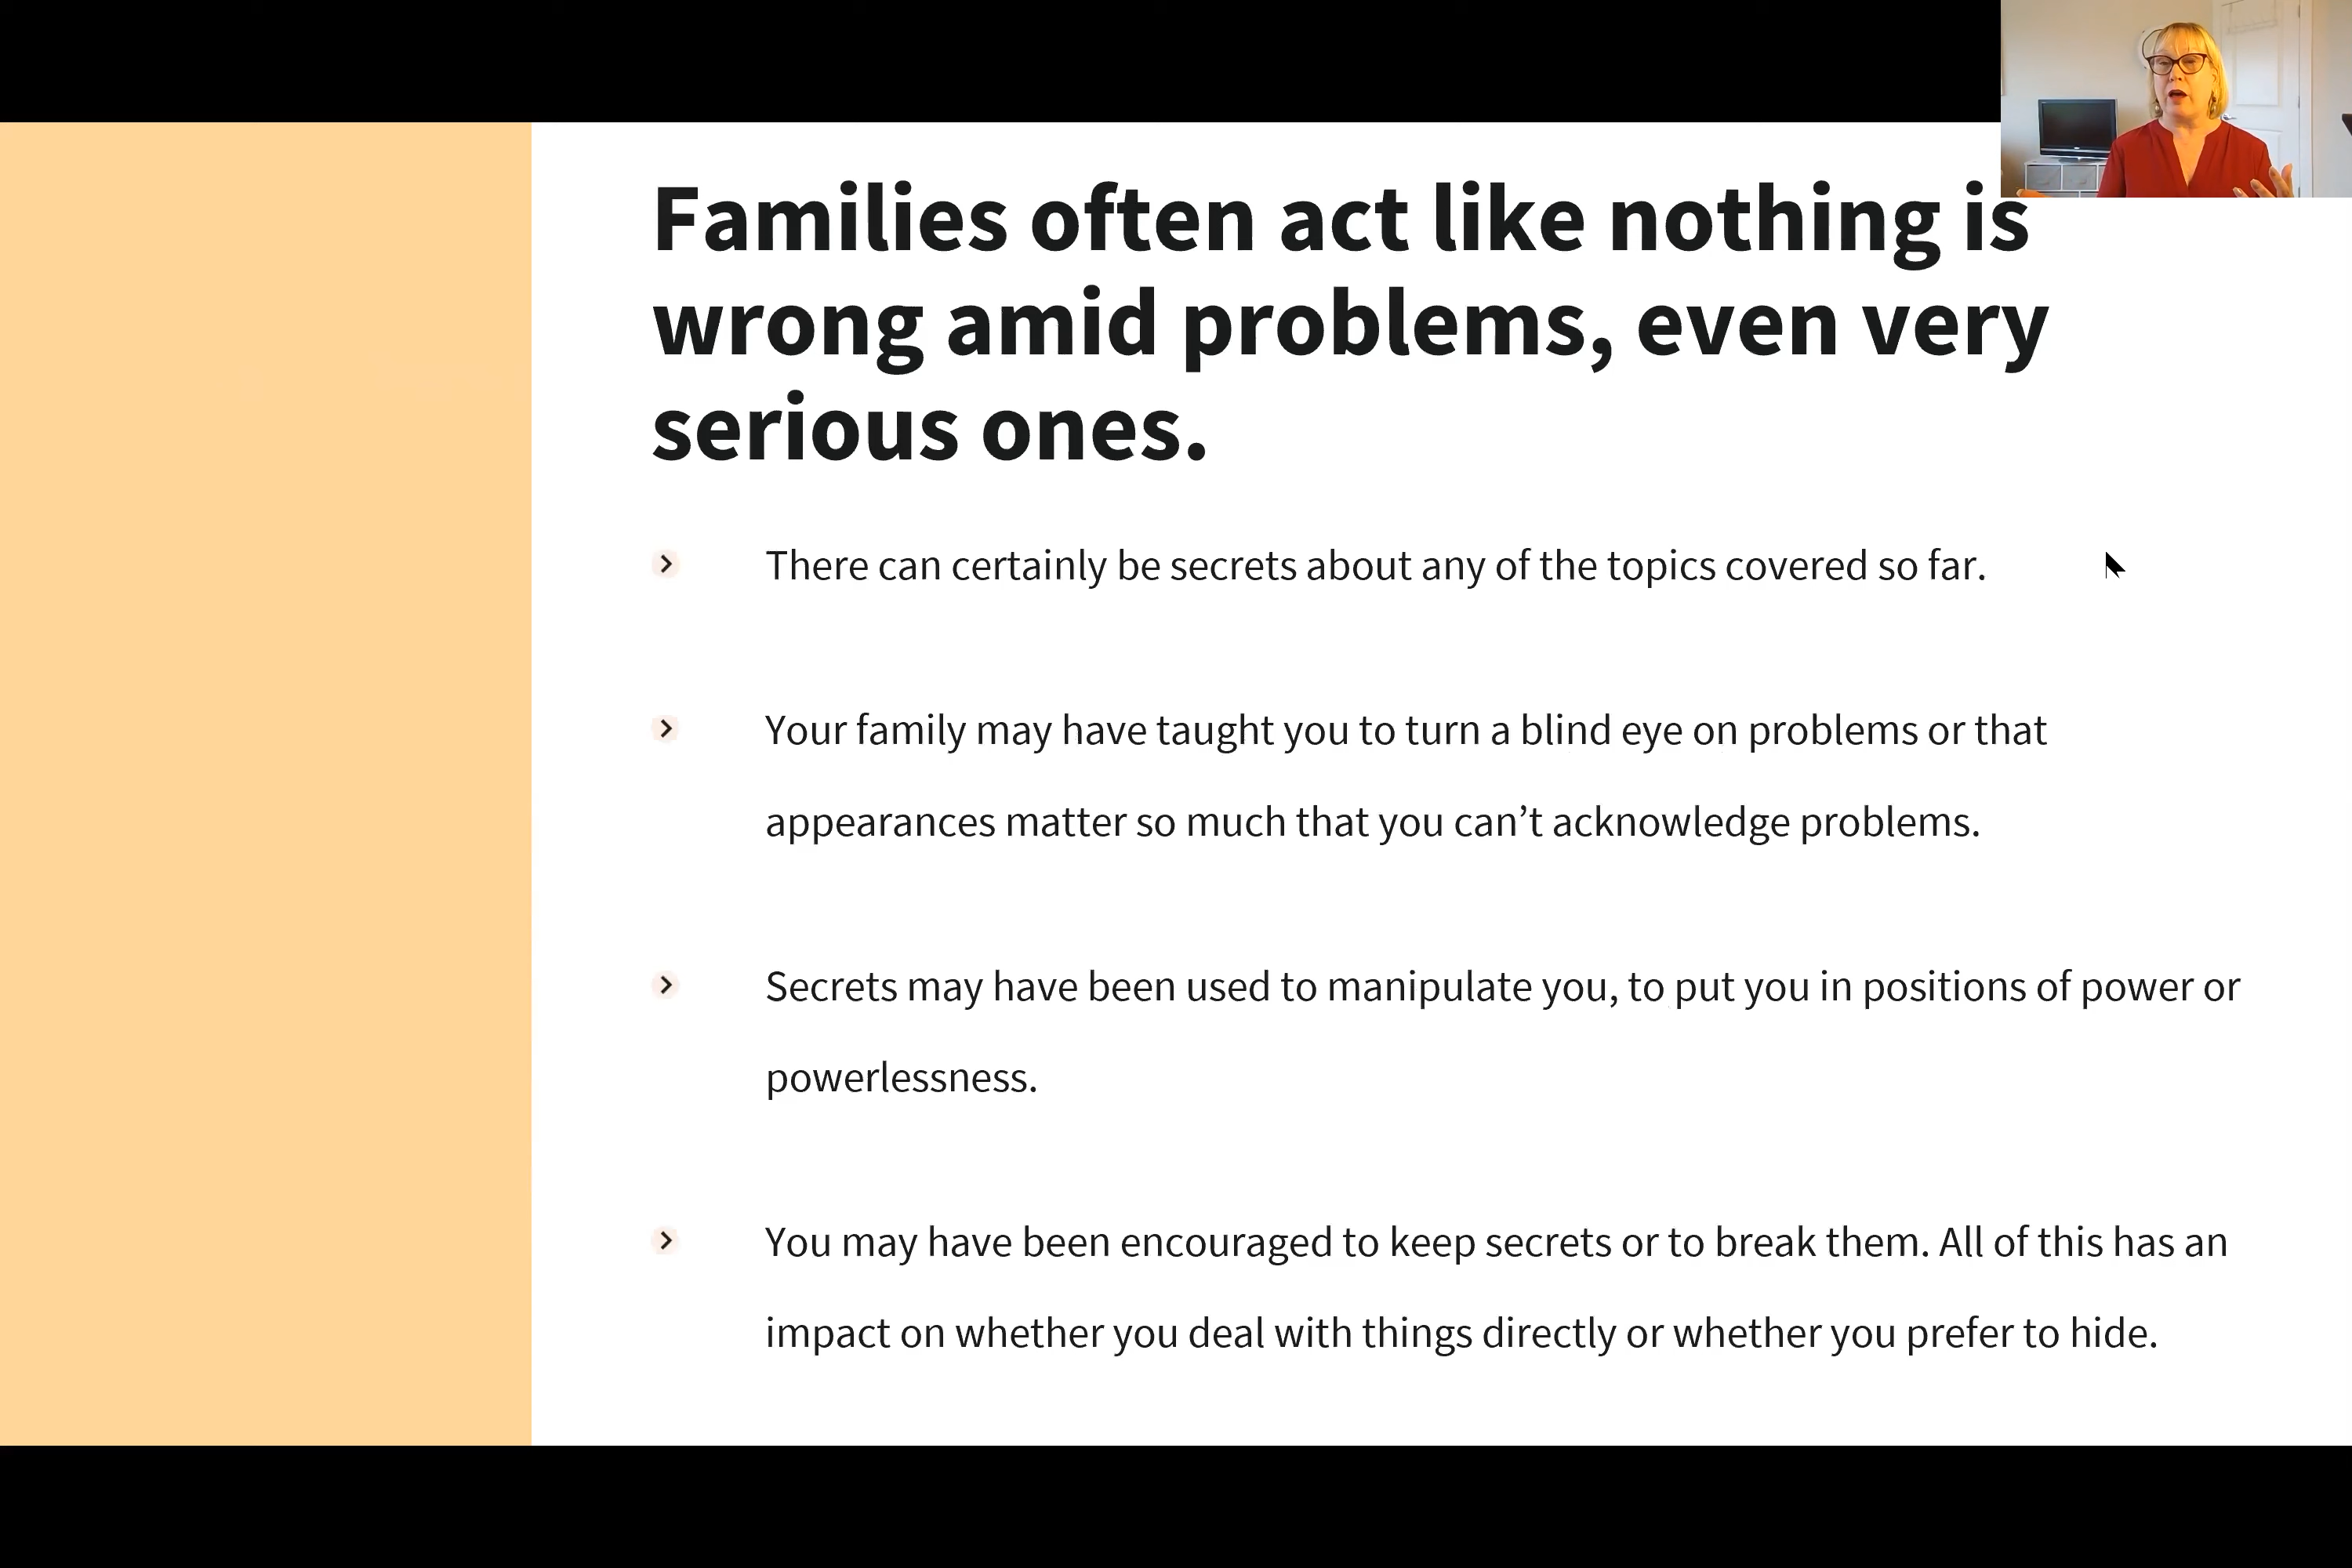 Families often act like nothing is
wrong amid problems, even very
serious ones.
There can certainly be secrets about any of the topics covered so far.
Your family may have taught you to turn a blind eye on problems or that
appearances matter so much that you can’t acknowledge problems.
Secrets may have been used to manipulate you, to put you in positions of power or
powerlessness.
You may have been encouraged to keep secrets or to break them. All of this has an
impact on whether you deal with things directly or whether you prefer to hide.